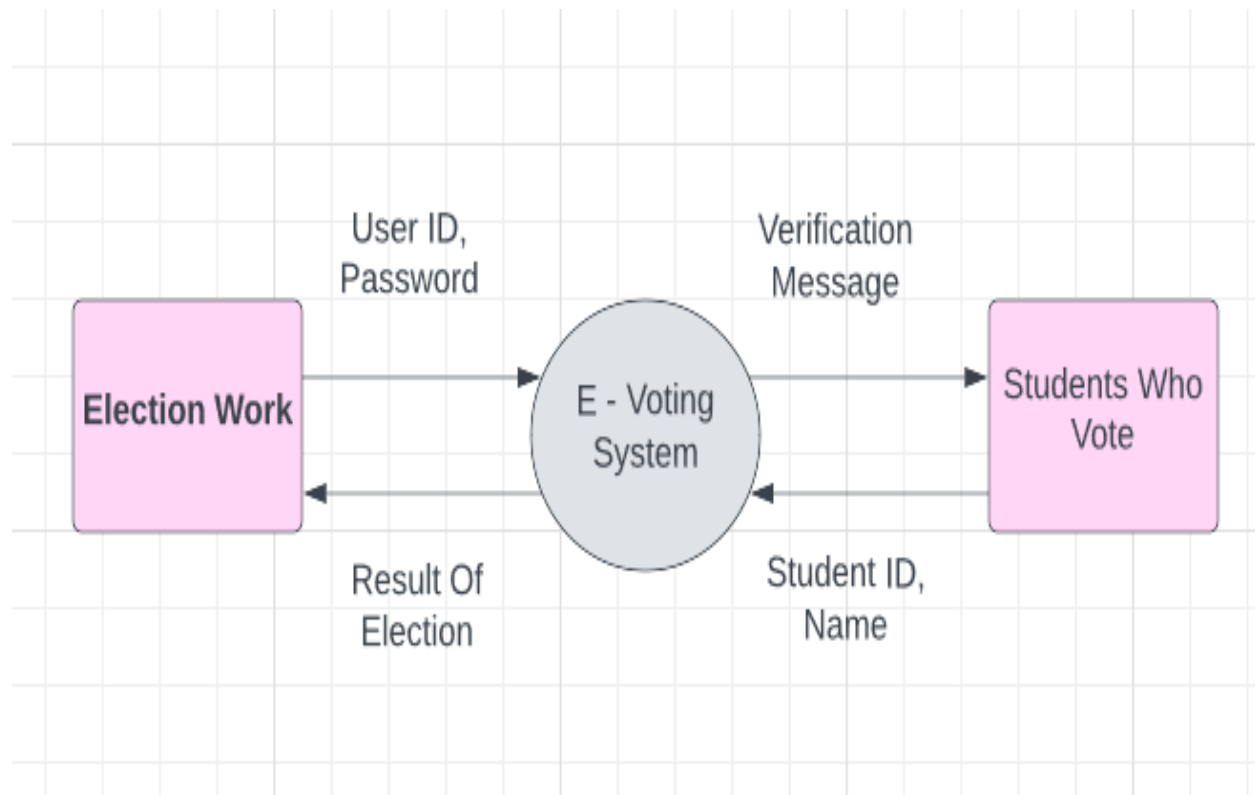 User ID,
Password
Verification
Message
Election Work
E - Voting
System
Students Who
Vote
Result Of
Election
Student ID,
Name